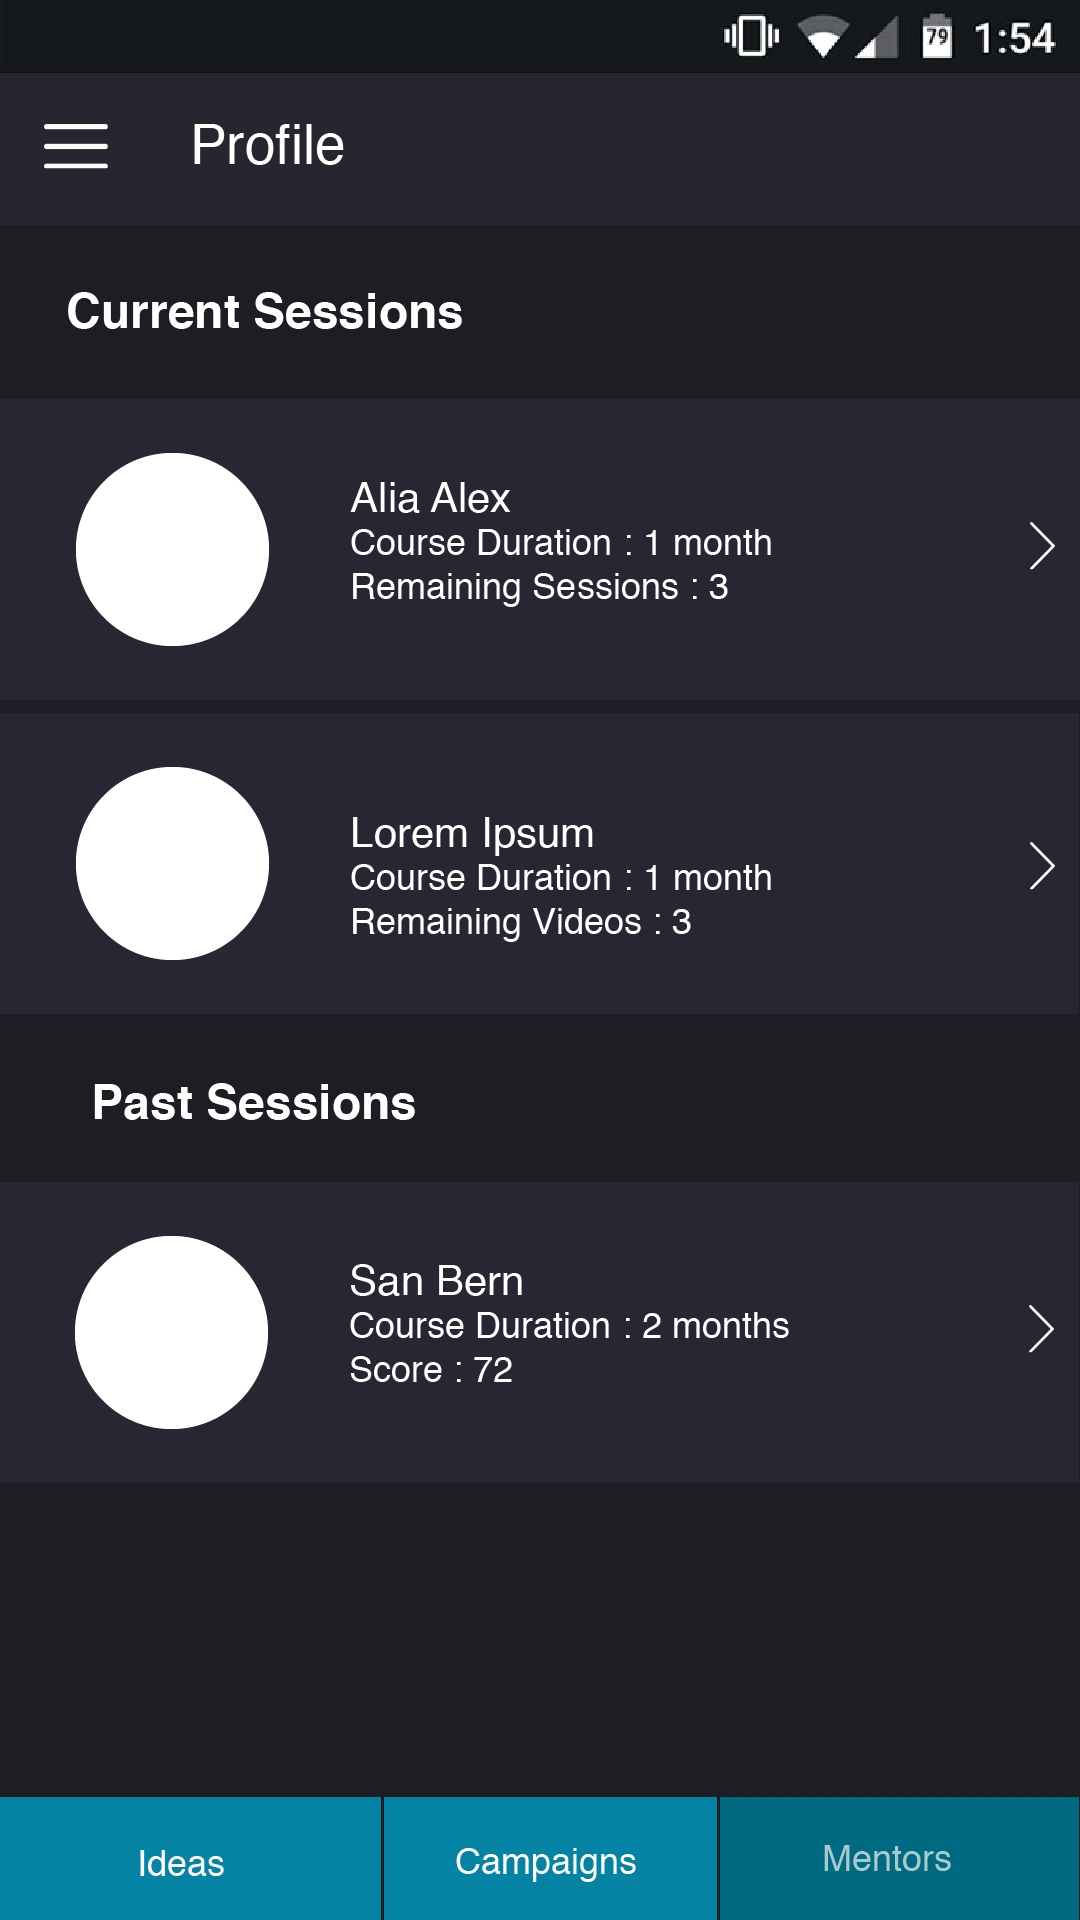 79 1:54
Profile
Current Sessions
Alia Alex
Course Duration : 1 month
Remaining Sessions : 3
Lorem Ipsum
Course Duration : 1 month
Remaining Videos : 3
Past Sessions
San Bern
Course Duration : 2 months
Score : 72
Ideas Campaigns Mentors